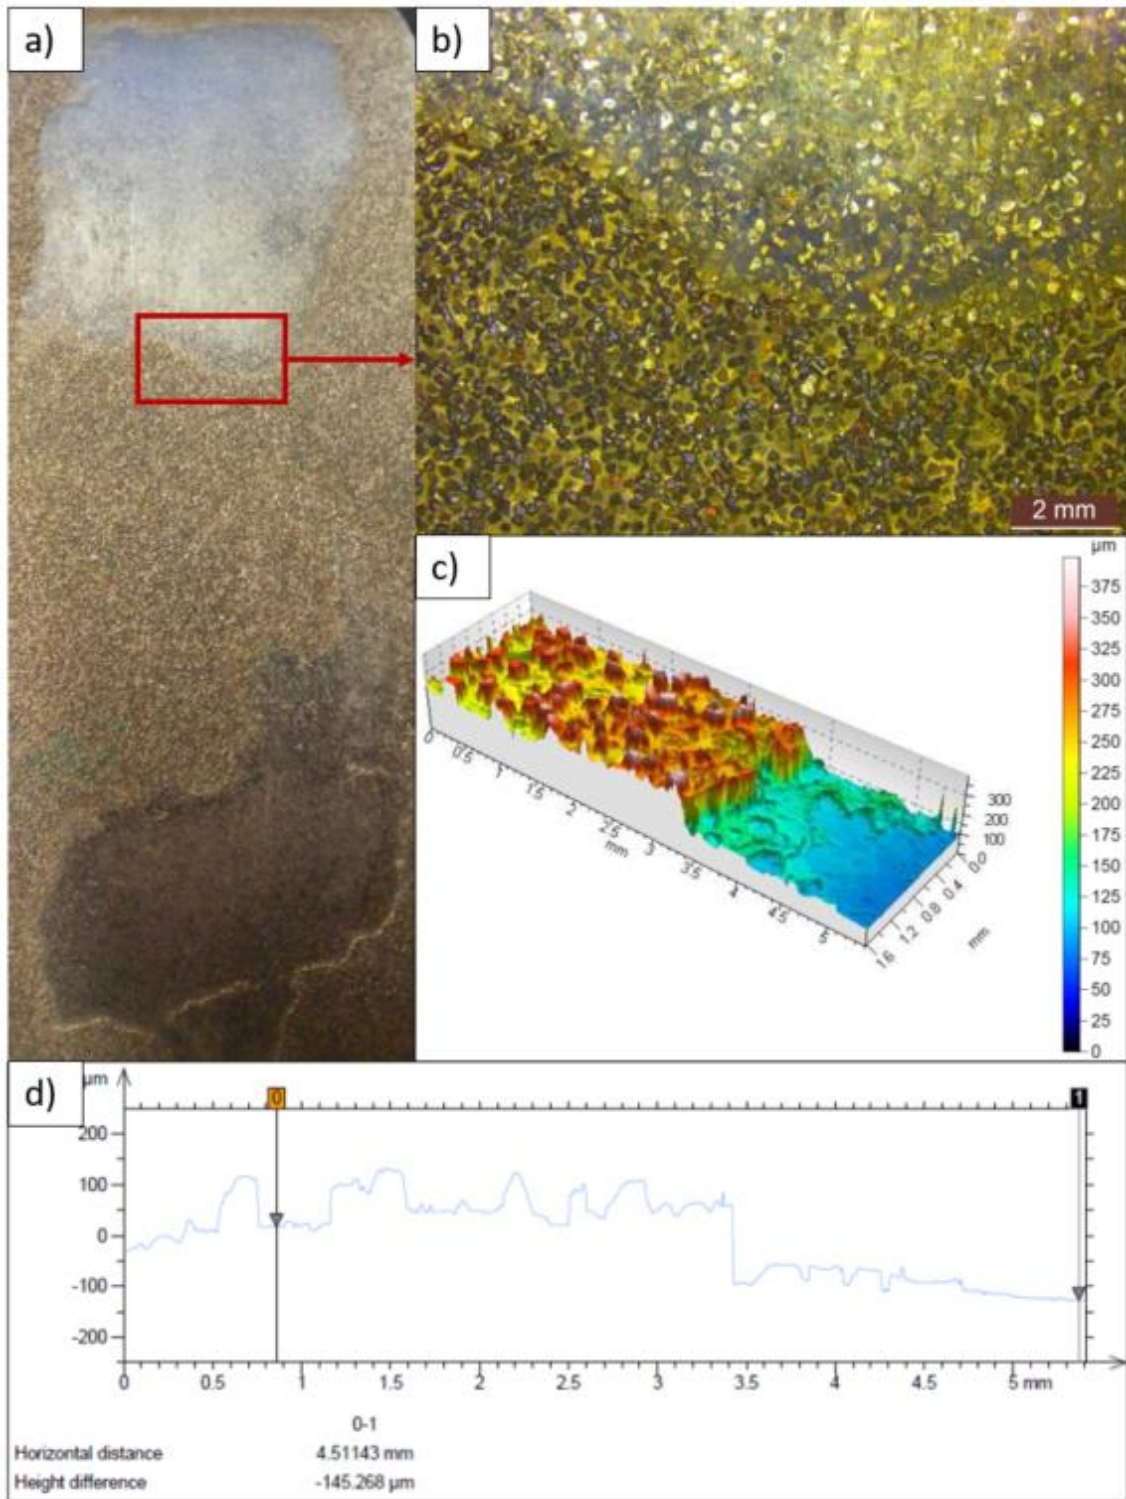 a)
b)
2 mm
c)
µm
375
350
325
300
275
250
225
200
175
150
125
100
75
50
25
0
0 0.5 1 1.5 2 2.5 3 3.5 4 4.5 5
mm
300
200
100
0.0 0.4 0.8 1.2 1.6
mm
d)
µm
0 1
200
100
0
-100
-200
0 0.5 1 1.5 2 2.5 3 3.5 4 4.5 5 mm
0-1
Horizontal distance 4.51143 mm
Height difference -145.268 µm